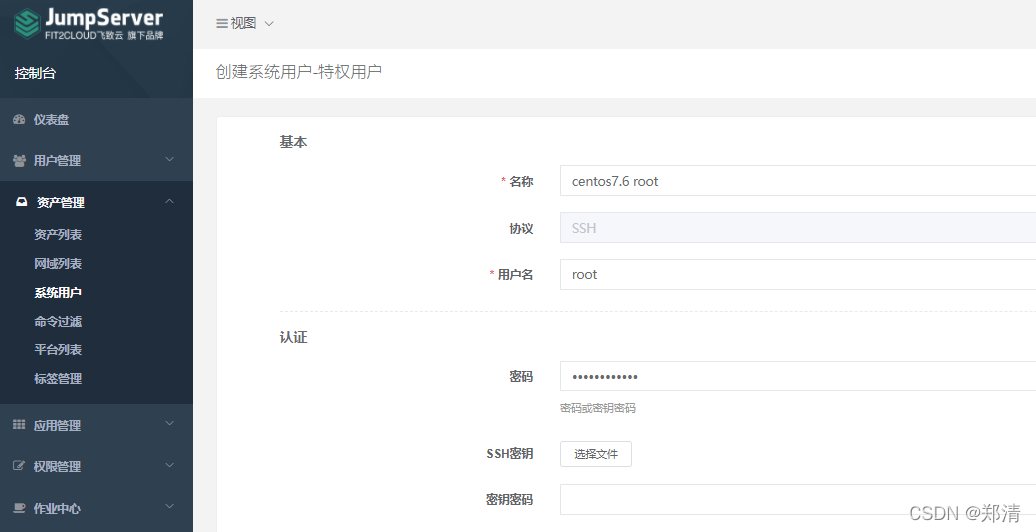 JumpServer
FIT2CLOUD飞致云 旗下品牌
控制台
仪表盘
用户管理
资产管理
资产列表
网域列表
系统用户
命令过滤
平台列表
标签管理
应用管理
权限管理
作业中心
视图
创建系统用户-特权用户
基本
* 名称 centos7.6 root
协议 SSH
* 用户名 root
认证
密码 ••••••••••••
密码或密钥密码
SSH密钥 选择文件
密钥密码
CSDN @郑清